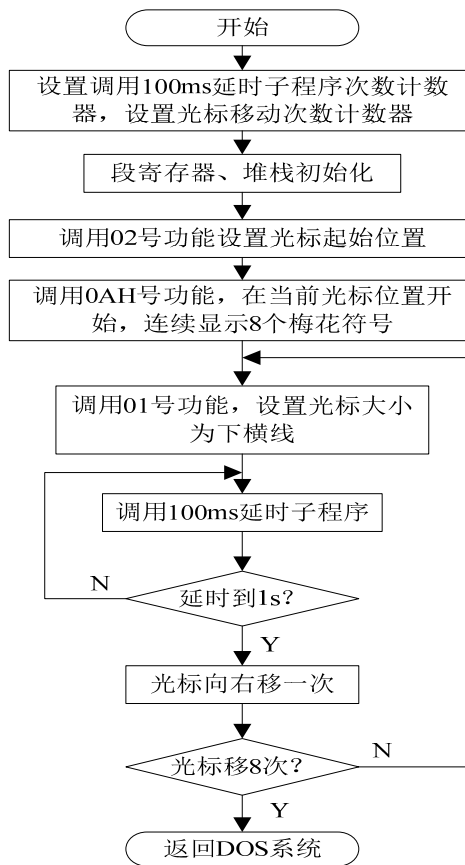 开始
设置调用100ms延时子程序次数计数
器，设置光标移动次数计数器
段寄存器、堆栈初始化
调用02号功能设置光标起始位置
调用0AH号功能，在当前光标位置开
始，连续显示8个梅花符号
调用01号功能，设置光标大小
为下横线
调用100ms延时子程序
N
延时到1s？
Y
光标向右移一次
N
光标移8次？
Y
返回DOS系统